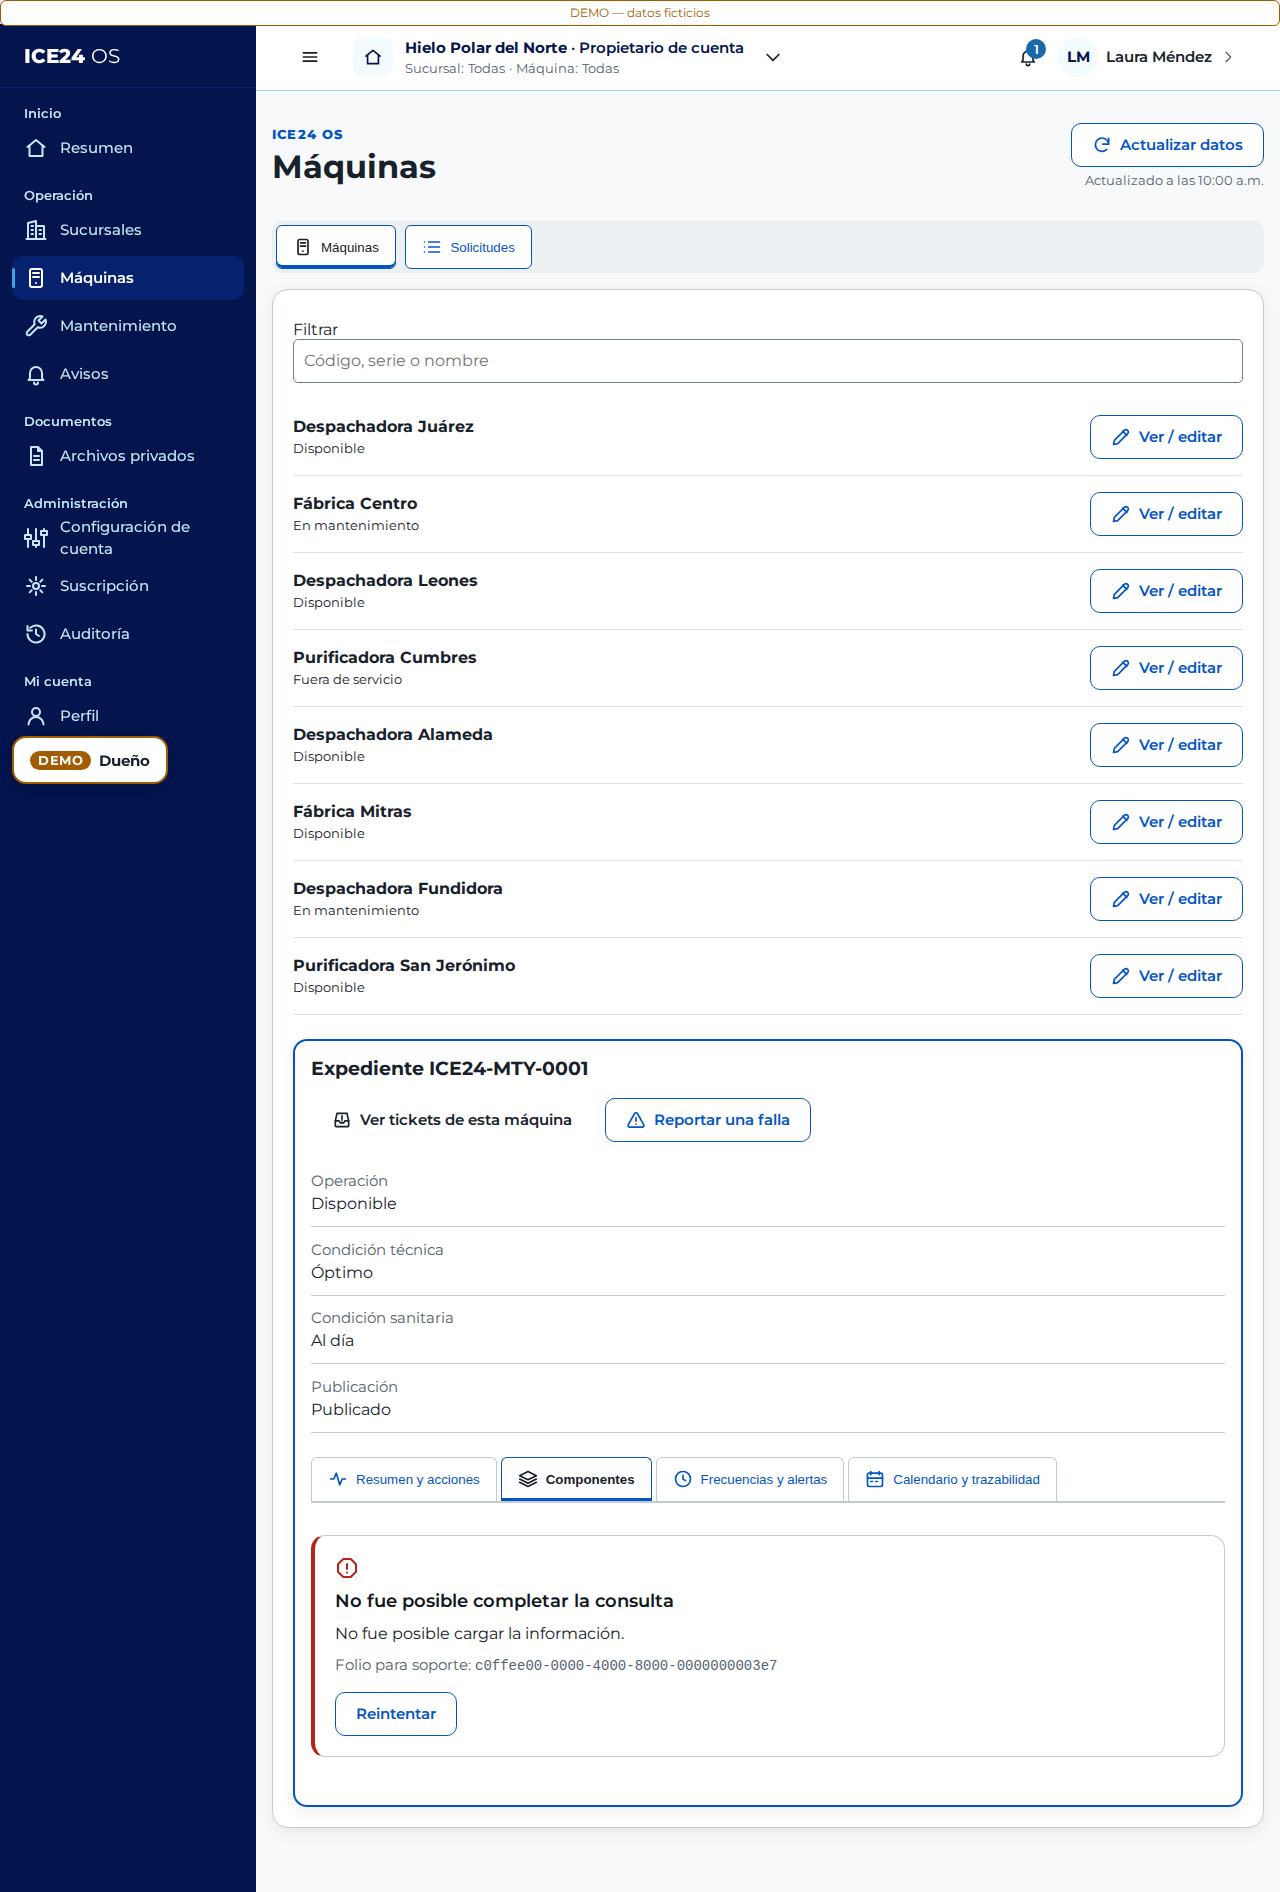 DEMO — datos ficticios
ICE24 OS
Inicio
Resumen
Operación
Sucursales
Máquinas
Mantenimiento
Avisos
Documentos
Archivos privados
Administración
Configuración de
cuenta
Suscripción
Auditoría
Mi cuenta
Perfil
DEMO Dueño
Hielo Polar del Norte · Propietario de cuenta
Sucursal: Todas · Máquina: Todas
1
LM Laura Méndez
ICE24 OS
Máquinas
Actualizar datos
Actualizado a las 10:00 a.m.
Máquinas
Solicitudes
Filtrar
Código, serie o nombre
Despachadora Juárez
Disponible
Ver / editar
Fábrica Centro
En mantenimiento
Ver / editar
Despachadora Leones
Disponible
Ver / editar
Purificadora Cumbres
Fuera de servicio
Ver / editar
Despachadora Alameda
Disponible
Ver / editar
Fábrica Mitras
Disponible
Ver / editar
Despachadora Fundidora
En mantenimiento
Ver / editar
Purificadora San Jerónimo
Disponible
Ver / editar
Expediente ICE24-MTY-0001
Ver tickets de esta máquina
Reportar una falla
Operación
Disponible
Condición técnica
Óptimo
Condición sanitaria
Al día
Publicación
Publicado
Resumen y acciones
Componentes
Frecuencias y alertas
Calendario y trazabilidad
No fue posible completar la consulta
No fue posible cargar la información.
Folio para soporte: c0ffee00-0000-4000-8000-0000000003e7
Reintentar